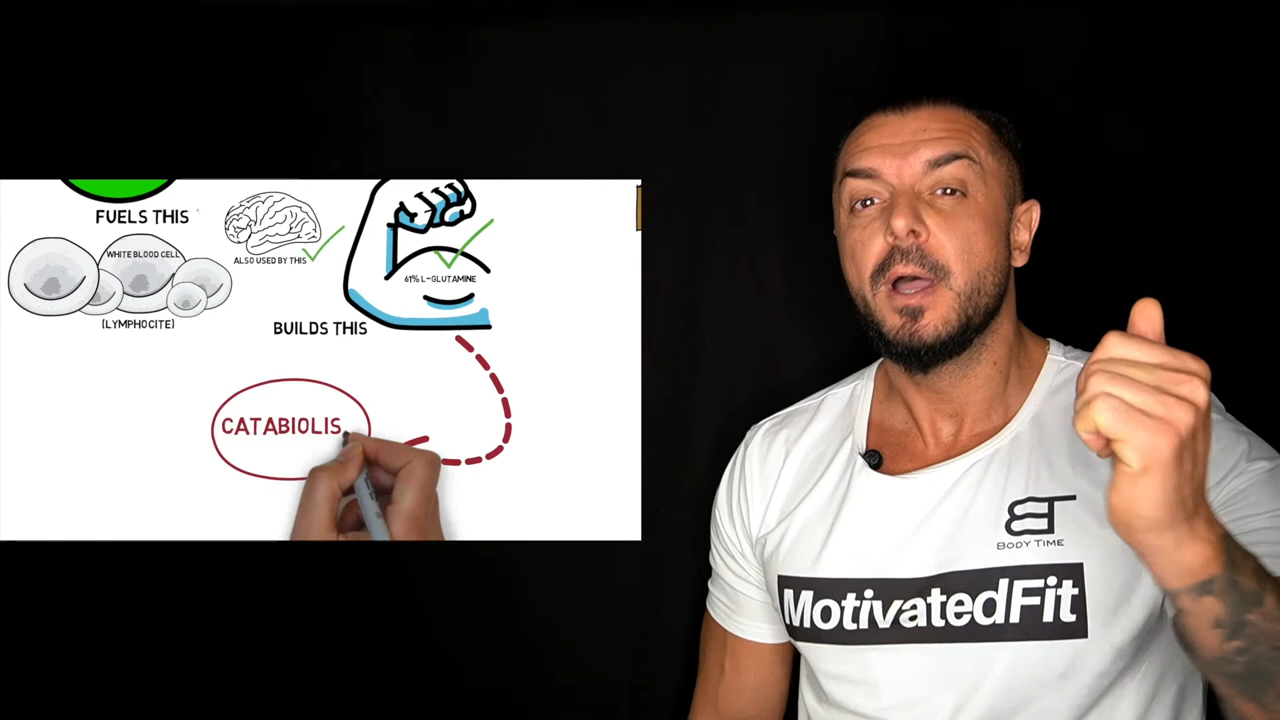 FUELS THIS
WHITE BLOOD CELL
(LYMPHOCITE)
ALSO USED BY THIS
61% L-GLUTAMINE
BUILDS THIS
CATABIOLIS
BT
BODY TIME
MotivatedFit